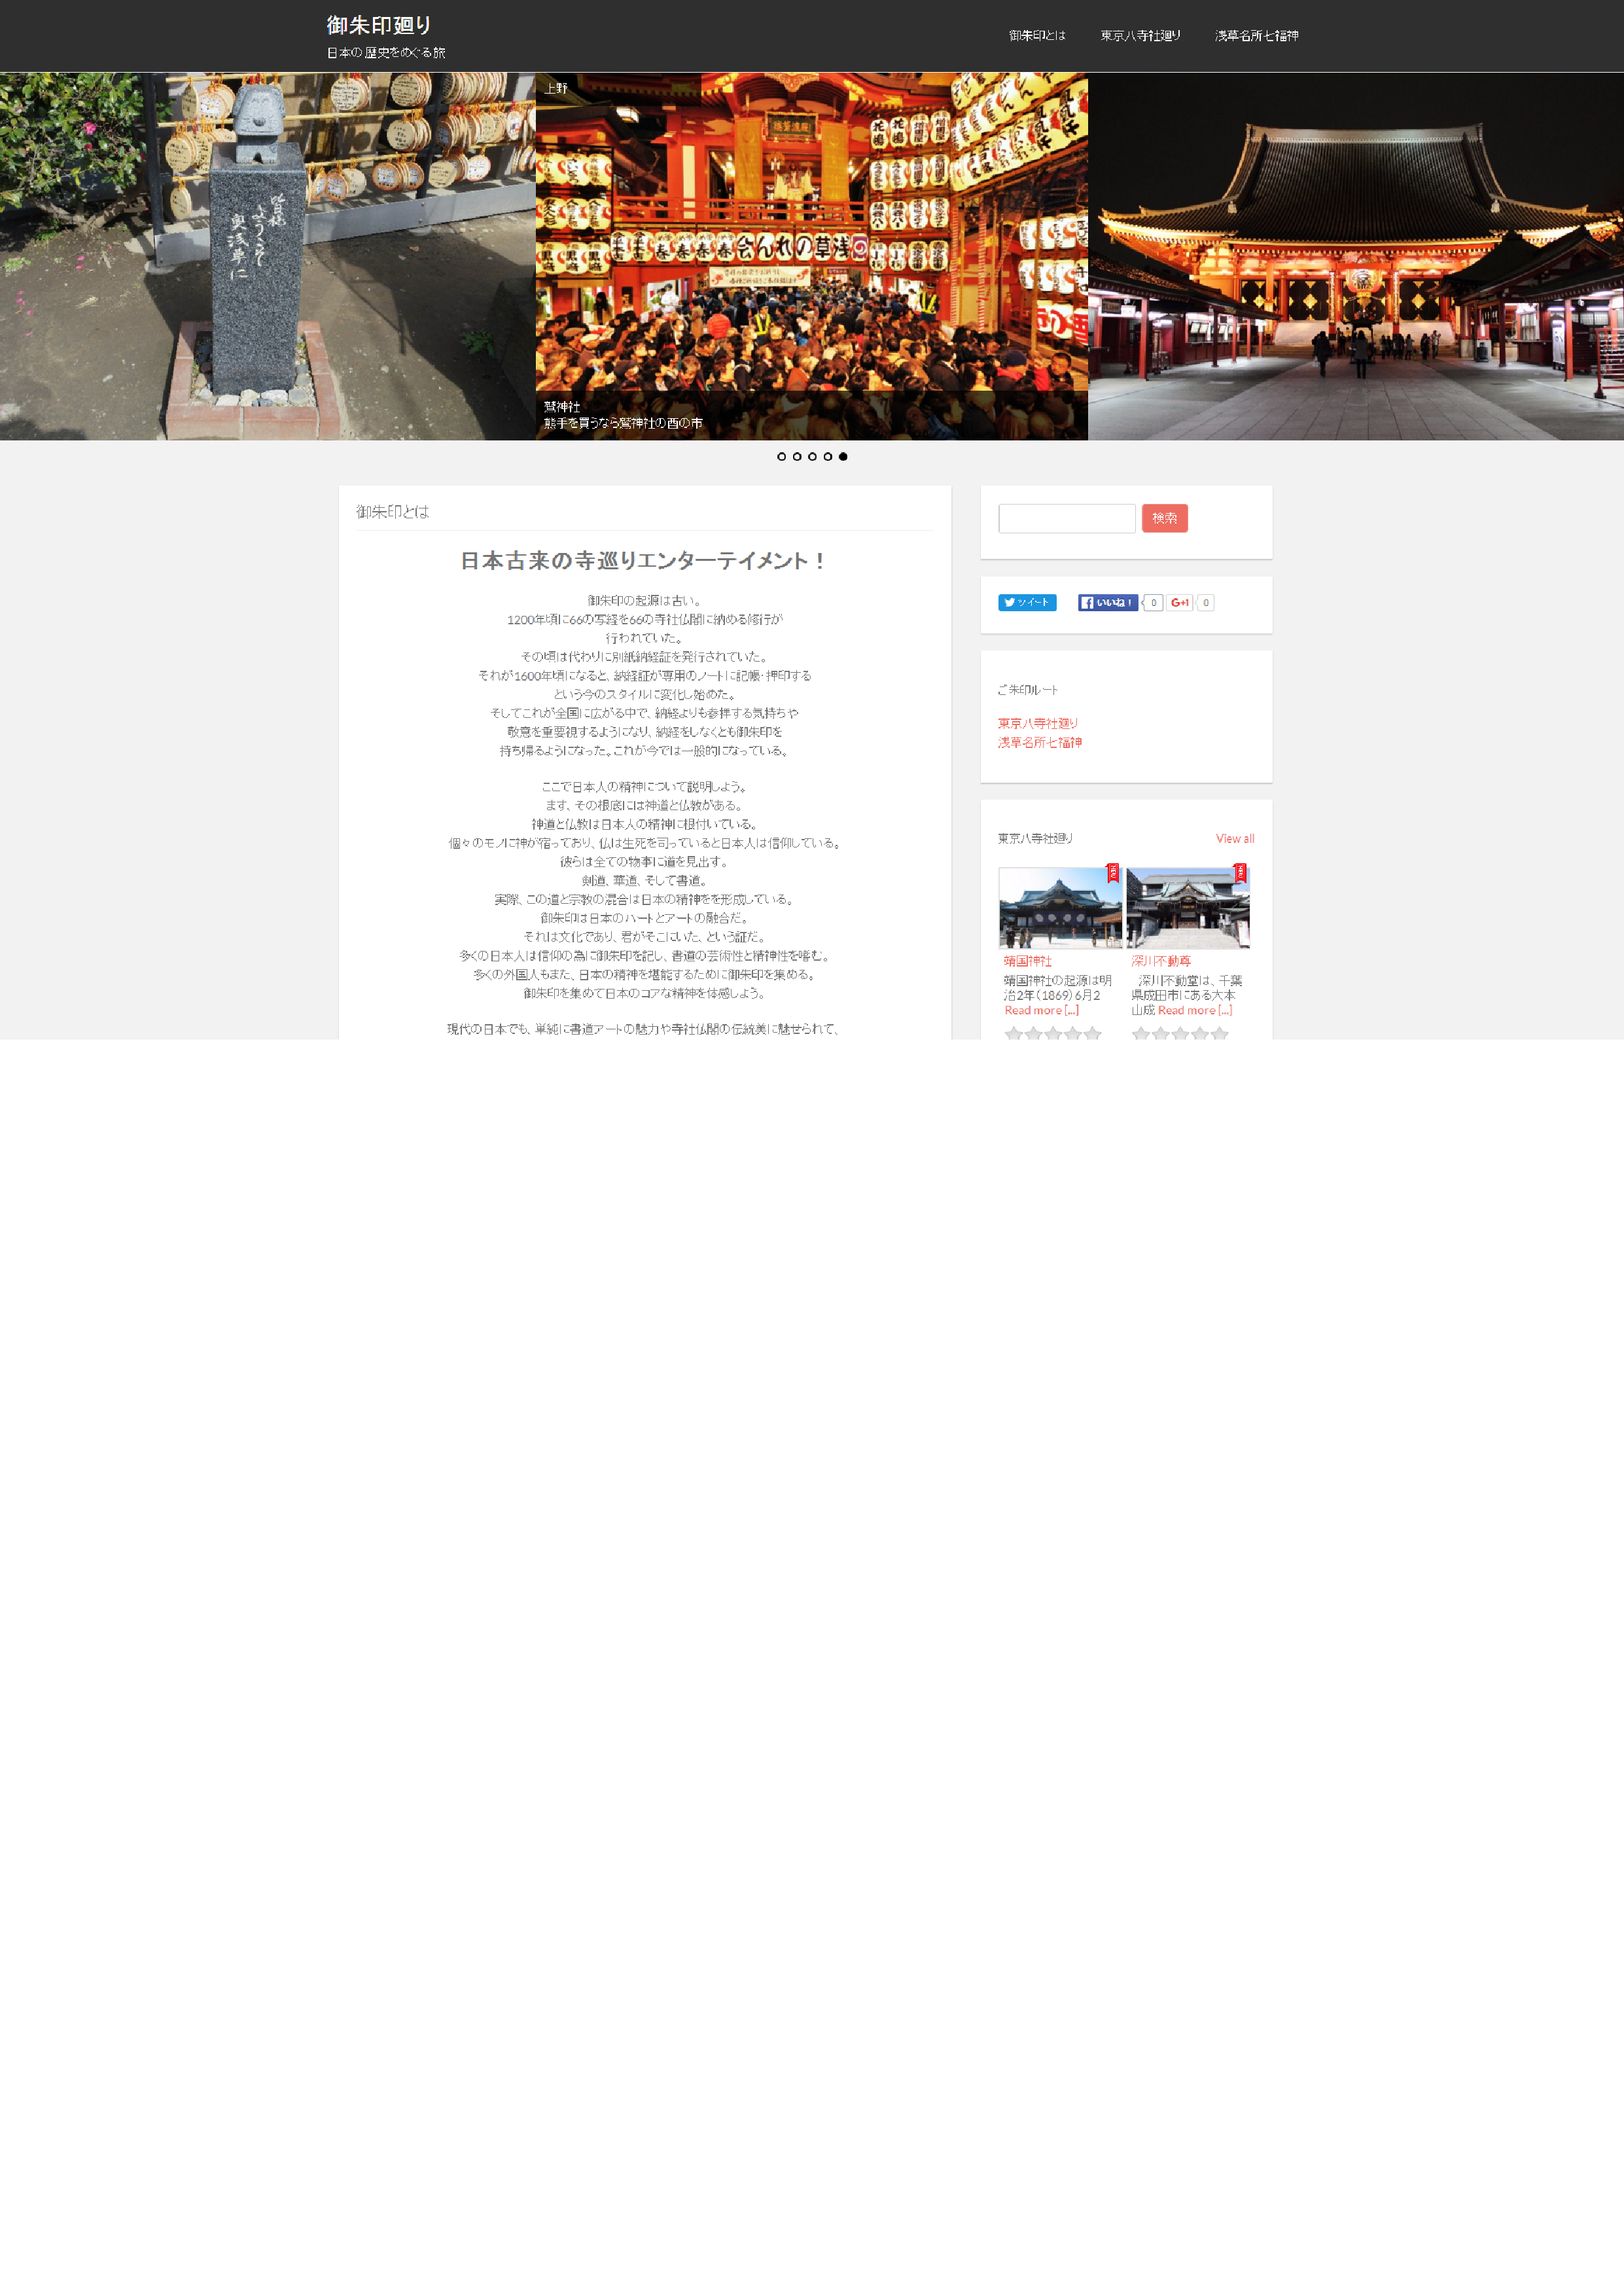 御朱印廻り
日本の歴史をめぐる旅
御朱印とは
東京八寺社廻り
浅草名所七福神
皆様
ようこそ
奥浅草に
上野
浅草のれん会
鷲神社
熊手を買うなら鷲神社の酉の市
御朱印とは
日本古来の寺巡りエンターテイメント！
御朱印の起源は古い。
1200年頃に66の写経を66の寺社仏閣に納める修行が
行われていた。
その頃は代わりに別紙納経証を発行されていた。
それが1600年頃になると、納経証が専用のノートに記帳・押印する
という今のスタイルに変化し始めた。
そしてこれが全国に広がる中で、納経よりも参拝する気持ちや
敬意を重要視するようになり、納経をしなくとも御朱印を
持ち帰るようになった。これが今では一般的になっている。
ここで日本人の精神について説明しよう。
まず、その根底には神道と仏教がある。
神道と仏教は日本人の精神に根付いている。
個々のモノに神が宿っており、仏は生死を司っていると日本人は信仰している。
彼らは全ての物事に道を見出す。
剣道、華道、そして書道。
実際、この道と宗教の混合は日本の精神をを形成している。
御朱印は日本のハートとアートの融合だ。
それは文化であり、君がそこにいた、という証だ。
多くの日本人は信仰の為に御朱印を記し、書道の芸術性と精神性を嗜む。
多くの外国人もまた、日本の精神を堪能するために御朱印を集める。
御朱印を集めて日本のコアな精神を体感しよう。
現代の日本でも、単純に書道アートの魅力や寺社仏閣の伝統美に魅せられて、
検索
ツイート
いいね！ 0
G+1 0
ご朱印ルート
東京八寺社廻り
浅草名所七福神
東京八寺社廻り View all
靖国神社
靖国神社の起源は明
治2年（1869）6月2
Read more [...]
深川不動尊
深川不動堂は、千葉
県成田市にある大本
山成 Read more [...]